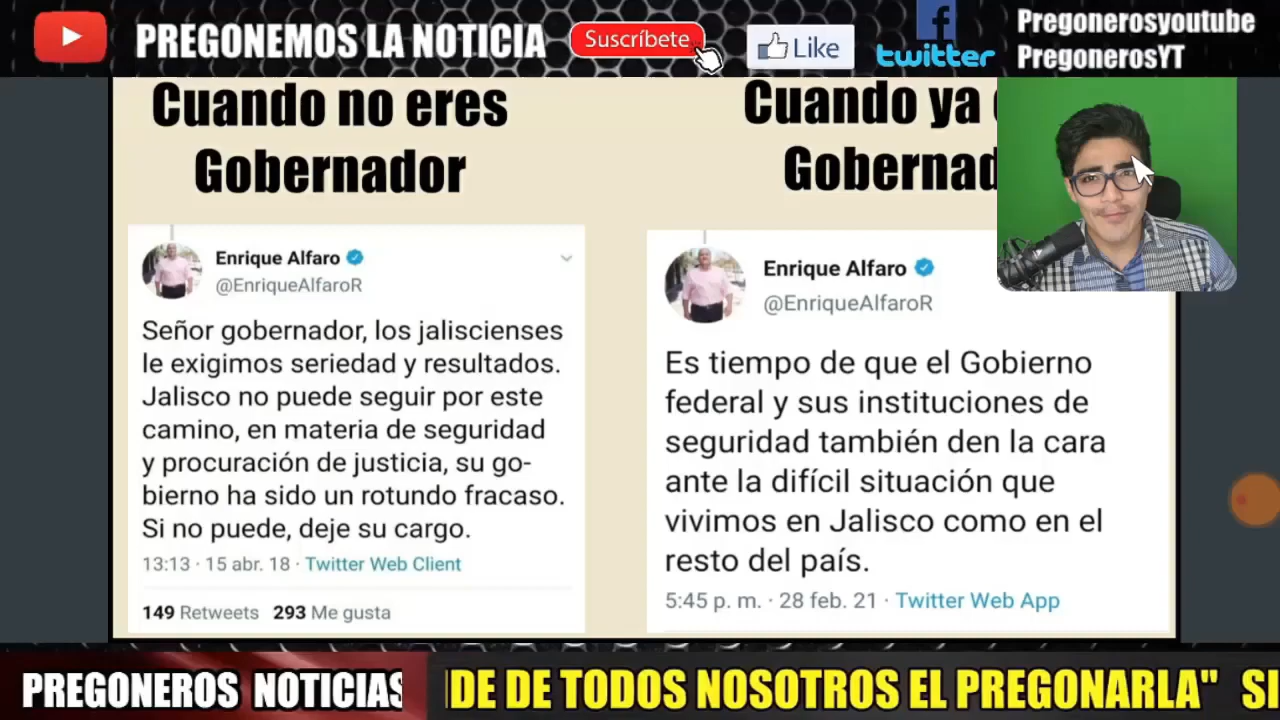 PREGONEMOS LA NOTICIA
Suscríbete
Like
twitter
Pregonerosyoutube
PregonerosYT
Cuando no eres
Gobernador
Enrique Alfaro
@EnriqueAlfaroR
Señor gobernador, los jaliscienses
le exigimos seriedad y resultados.
Jalisco no puede seguir por este
camino, en materia de seguridad
y procuración de justicia, su go-
bierno ha sido un rotundo fracaso.
Si no puede, deje su cargo.
13:13 · 15 abr. 18 · Twitter Web Client
149 Retweets 293 Me gusta
Cuando ya
Enrique Alfaro
@EnriqueAlfaroR
Es tiempo de que el Gobierno
federal y sus instituciones de
seguridad también den la cara
ante la difícil situación que
vivimos en Jalisco como en el
resto del país.
5:45 p. m. · 28 feb. 21 · Twitter Web App
PREGONEROS NOTICIAS
DE DE TODOS NOSOTROS EL PREGONARLA" SI